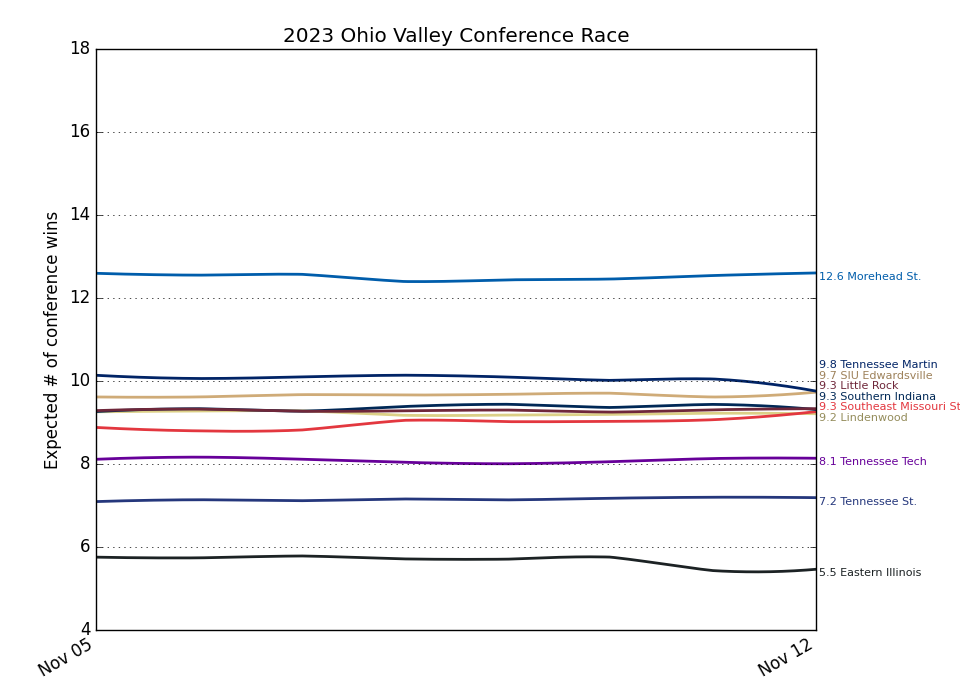 2023 Ohio Valley Conference Race
Expected # of conference wins
18
16
14
12
10
8
6
4
Nov 05
Nov 12
12.6 Morehead St.
9.8 Tennessee Martin
9.7 SIU Edwardsville
9.3 Little Rock
9.3 Southern Indiana
9.3 Southeast Missouri St
9.2 Lindenwood
8.1 Tennessee Tech
7.2 Tennessee St.
5.5 Eastern Illinois